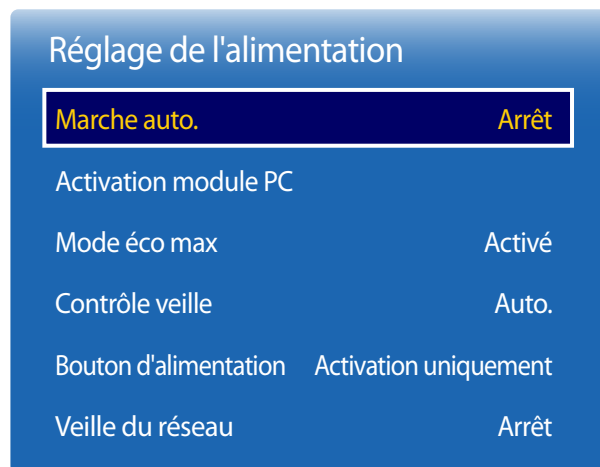 Réglage de l'alimentation
Marche auto. Arrêt
Activation module PC
Mode éco max Activé
Contrôle veille Auto.
Bouton d'alimentation Activation uniquement
Veille du réseau Arrêt